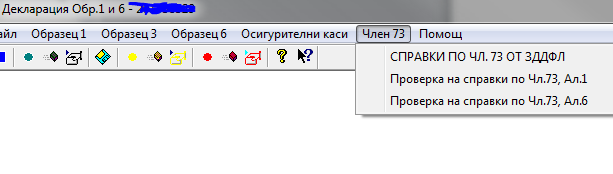 Декларация Обр.1 и 6 -
айл Образец 1 Образец 3 Образец 6 Осигурителни каси Член 73 Помощ
СПРАВКИ ПО ЧЛ. 73 ОТ ЗДДФЛ
Проверка на справки по Чл.73, Ал.1
Проверка на справки по Чл.73, Ал.6